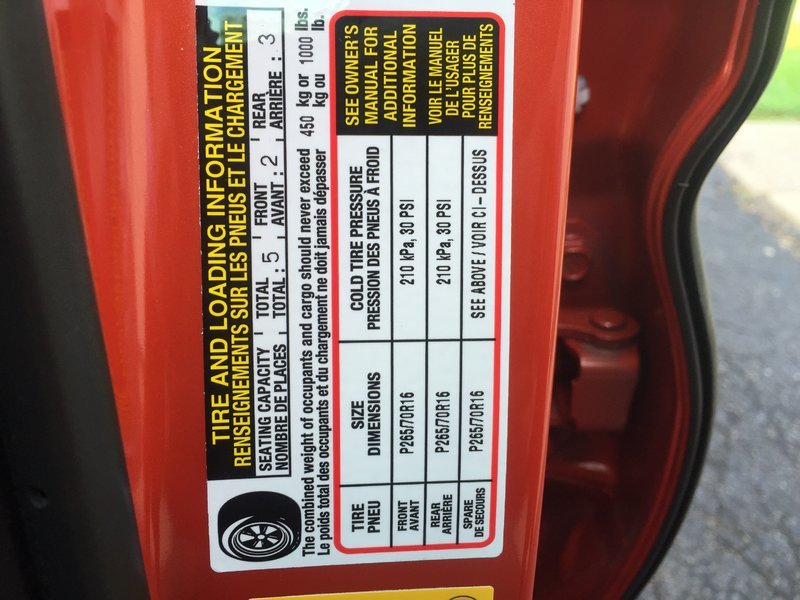 TIRE AND LOADING INFORMATION
RENSEIGNEMENTS SUR LES PNEUS ET LE CHARGEMENT
SEATING CAPACITY TOTAL 5 FRONT 2 REAR 3
NOMBRE DE PLACES TOTAL : AVANT : ARRIÈRE :
The combined weight of occupants and cargo should never exceed 450 kg or 1000 lbs.
Le poids total des occupants et du chargement ne doit jamais dépasser kg ou lb.
TIRE SIZE COLD TIRE PRESSURE
PNEU DIMENSIONS PRESSION DES PNEUS À FROID
FRONT
AVANT P265/70R16 210 kPa, 30 PSI
REAR
ARRIÈRE P265/70R16 210 kPa, 30 PSI
SPARE
DE SECOURS P265/70R16 SEE ABOVE / VOIR CI - DESSUS
SEE OWNER'S
MANUAL FOR
ADDITIONAL
INFORMATION
VOIR LE MANUEL
DE L'USAGER
POUR PLUS DE
RENSEIGNEMENTS